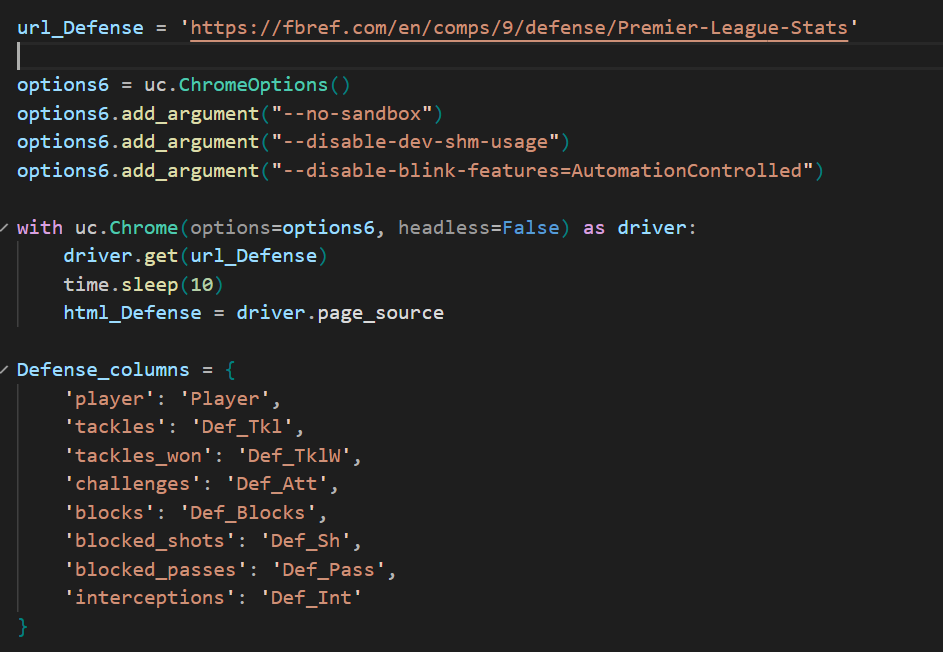 url_Defense = 'https://fbref.com/en/comps/9/defense/Premier-League-Stats'
options6 = uc.ChromeOptions()
options6.add_argument("--no-sandbox")
options6.add_argument("--disable-dev-shm-usage")
options6.add_argument("--disable-blink-features=AutomationControlled")
with uc.Chrome(options=options6, headless=False) as driver:
    driver.get(url_Defense)
    time.sleep(10)
    html_Defense = driver.page_source
Defense_columns = {
    'player': 'Player',
    'tackles': 'Def_Tkl',
    'tackles_won': 'Def_TklW',
    'challenges': 'Def_Att',
    'blocks': 'Def_Blocks',
    'blocked_shots': 'Def_Sh',
    'blocked_passes': 'Def_Pass',
    'interceptions': 'Def_Int'
}